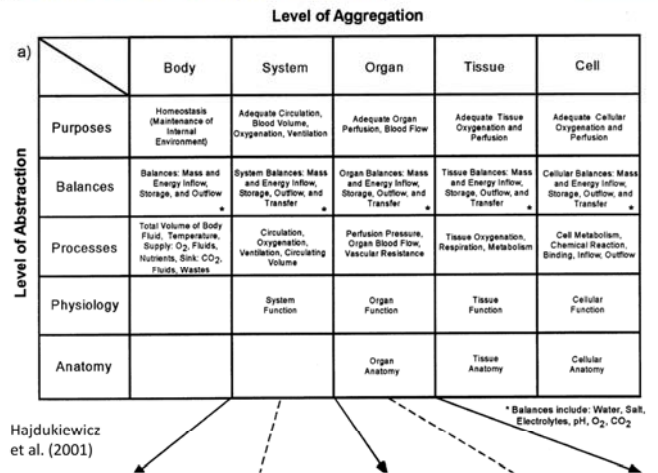 Level of Aggregation
a)
Level of Abstraction
Body
System
Organ
Tissue
Cell
Purposes
Homeostasis
(Maintenance of
Internal
Environment)
Adequate Circulation,
Blood Volume,
Oxygenation, Ventilation
Adequate Organ
Perfusion, Blood Flow
Adequate Tissue
Oxygenation and
Perfusion
Adequate Cellular
Oxygenation and
Perfusion
Balances
Balances: Mass and
Energy Inflow,
Storage, and Outflow
*
System Balances: Mass
and Energy Inflow,
Storage, Outflow, and
Transfer *
Organ Balances: Mass
and Energy Inflow,
Storage, Outflow, and
Transfer *
Tissue Balances: Mass
and Energy Inflow,
Storage, Outflow, and
Transfer *
Cellular Balances: Mass
and Energy Inflow,
Storage, Outflow, and
Transfer *
Processes
Total Volume of Body
Fluid, Temperature,
Supply: O2, Fluids,
Nutrients, Sink: CO2,
Fluids, Wastes
Circulation,
Oxygenation,
Ventilation, Circulating
Volume
Perfusion Pressure,
Organ Blood Flow,
Vascular Resistance
Tissue Oxygenation,
Respiration, Metabolism
Cell Metabolism,
Chemical Reaction,
Binding, Inflow, Outflow
Physiology
System
Function
Organ
Function
Tissue
Function
Cellular
Function
Anatomy
Organ
Anatomy
Tissue
Anatomy
Cellular
Anatomy
* Balances include: Water, Salt,
Electrolytes, pH, O2, CO2
Hajdukiewicz
et al. (2001)